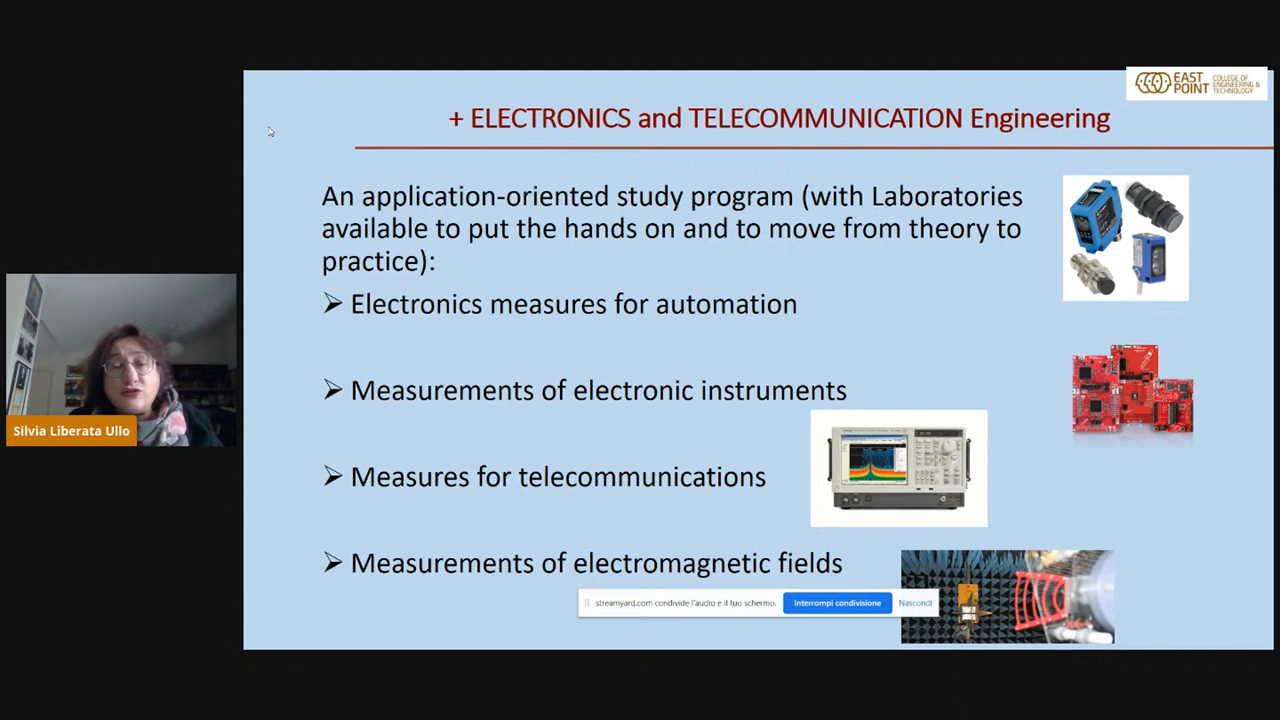 EAST
POINT
COLLEGE OF
ENGINEERING &
TECHNOLOGY
+ ELECTRONICS and TELECOMMUNICATION Engineering
An application-oriented study program (with Laboratories
available to put the hands on and to move from theory to
practice):
➢ Electronics measures for automation
➢ Measurements of electronic instruments
Silvia Liberata Ullo
➢ Measures for telecommunications
➢ Measurements of electromagnetic fields
streamyard.com condivide l'audio e il tuo schermo.
Interrompi condivisione
Nascondi